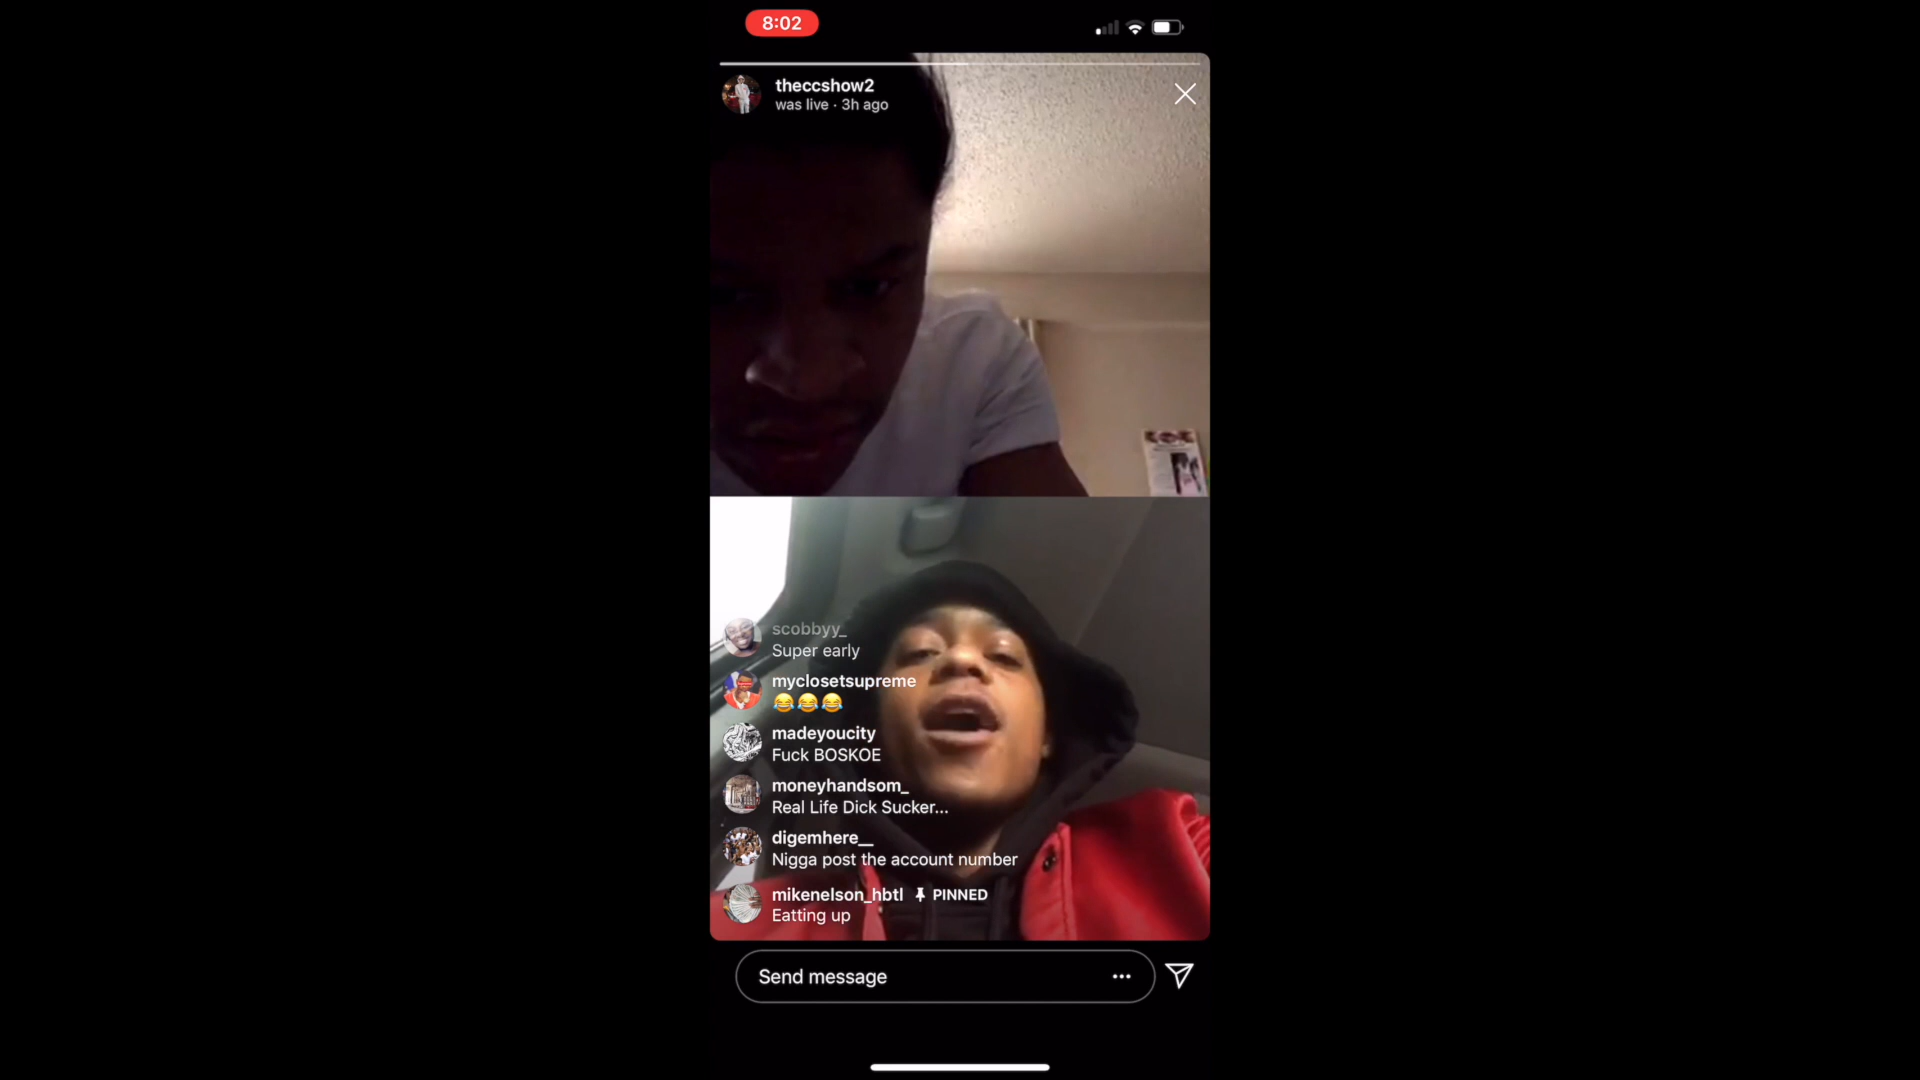 8:02
theccshow2
was live · 3h ago
scobbyy_
Super early
myclosetsupreme
😂😂😂
madeyoucity
Fuck BOSKOE
moneyhandsom_
Real Life Dick Sucker...
digemhere__
Nigga post the account number
mikenelson_hbtl PINNED
Eatting up
Send message